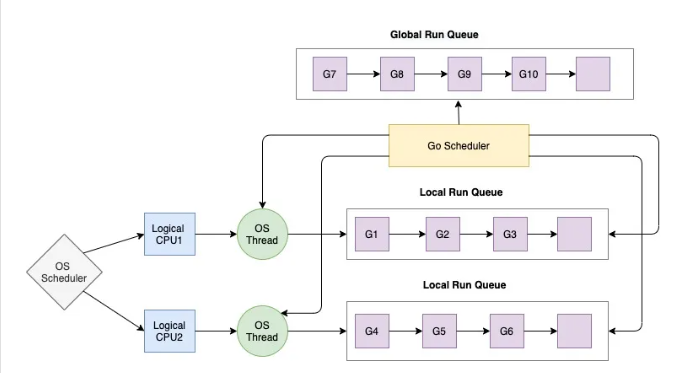 Global Run Queue
G7
G8
G9
G10
Go Scheduler
Local Run Queue
Logical
CPU1
OS
Thread
G1
G2
G3
OS
Scheduler
Local Run Queue
Logical
CPU2
OS
Thread
G4
G5
G6